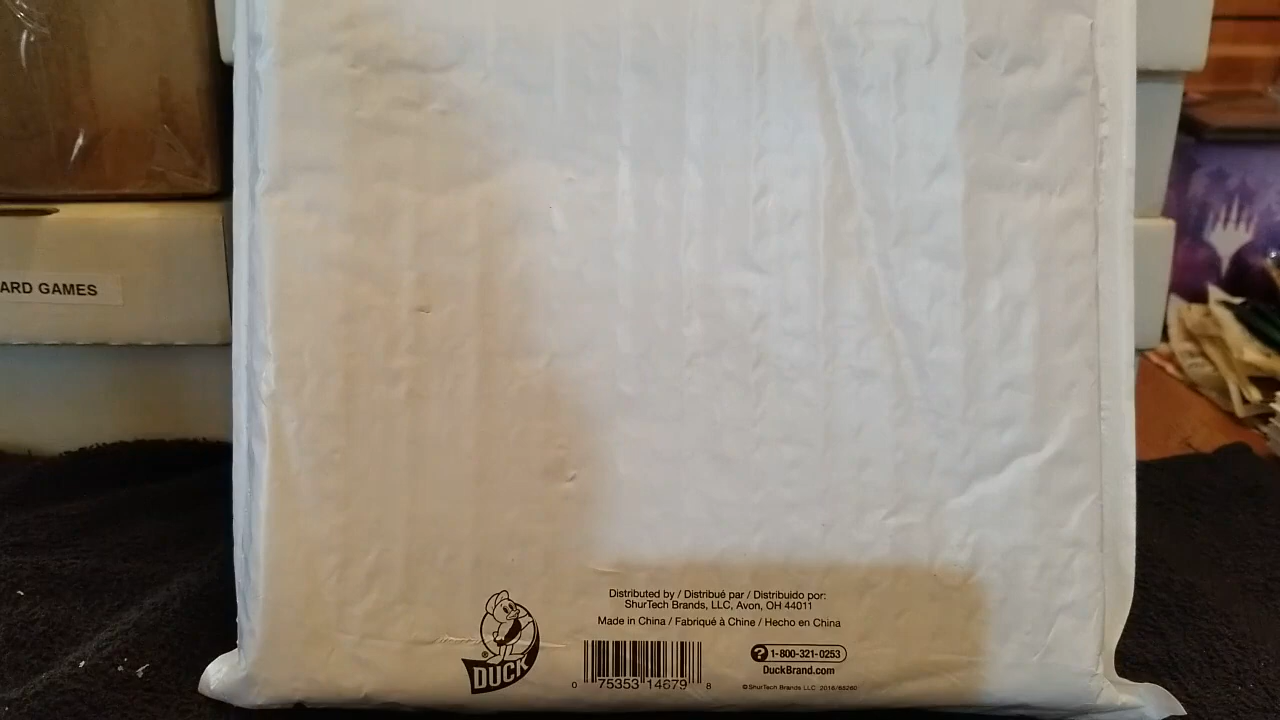 ARD GAMES
Distributed by / Distribué par / Distribuido por:
ShurTech Brands, LLC, Avon, OH 44011
Made in China / Fabriqué à Chine / Hecho en China
® DUCK
0 75353 14679 8
? 1-800-321-0253
DuckBrand.com
©ShurTech Brands LLC 2016/68260